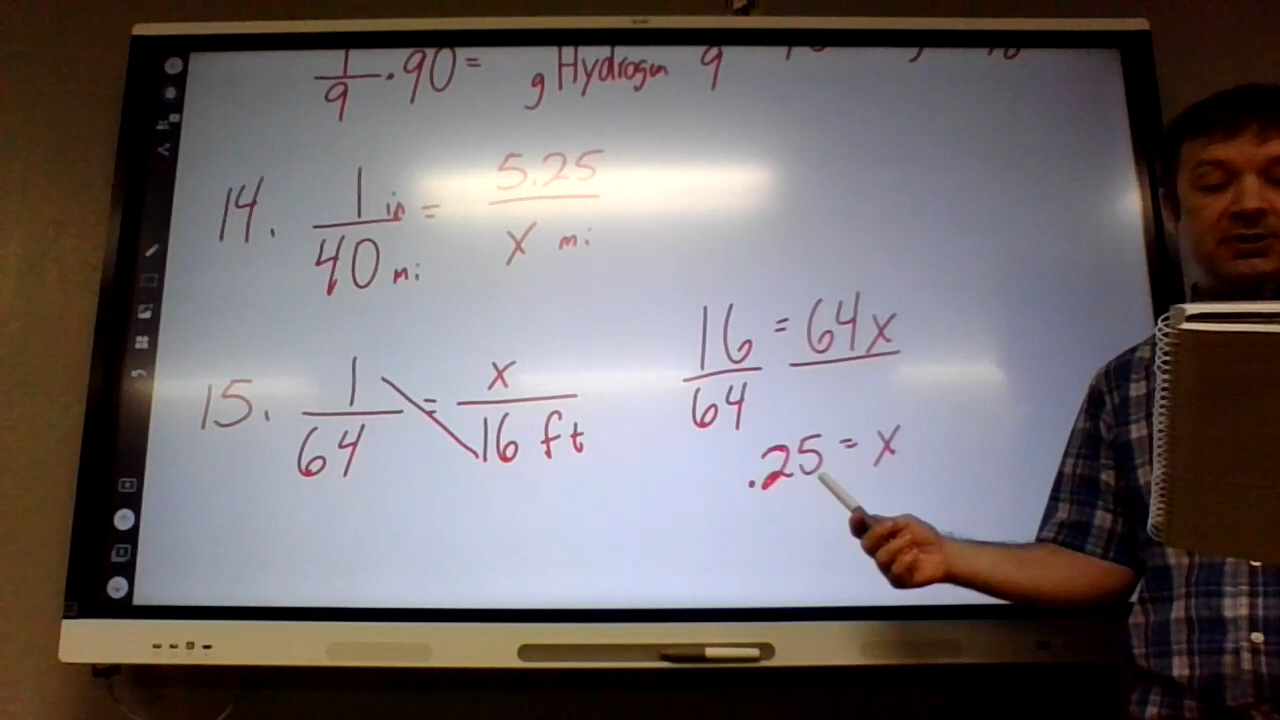 1/9 · 90 = g Hydrogen 9
14. 1 in / 40 mi = 5.25 / x mi
15. 1/64 = x / 16 ft
16/64 = 64x
.25 = x